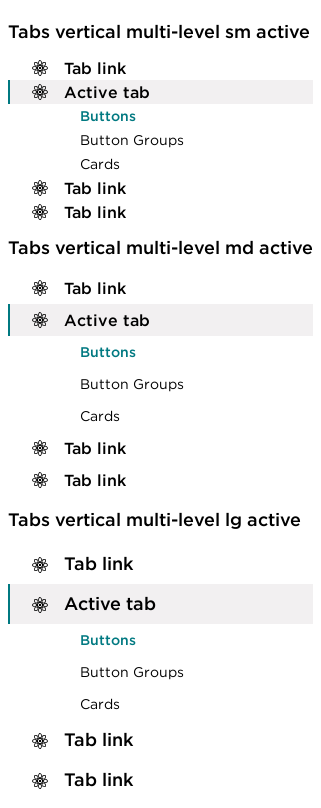 Tabs vertical multi-level sm active
Tab link
Active tab
Buttons
Button Groups
Cards
Tab link
Tab link
Tabs vertical multi-level md active
Tab link
Active tab
Buttons
Button Groups
Cards
Tab link
Tab link
Tabs vertical multi-level lg active
Tab link
Active tab
Buttons
Button Groups
Cards
Tab link
Tab link